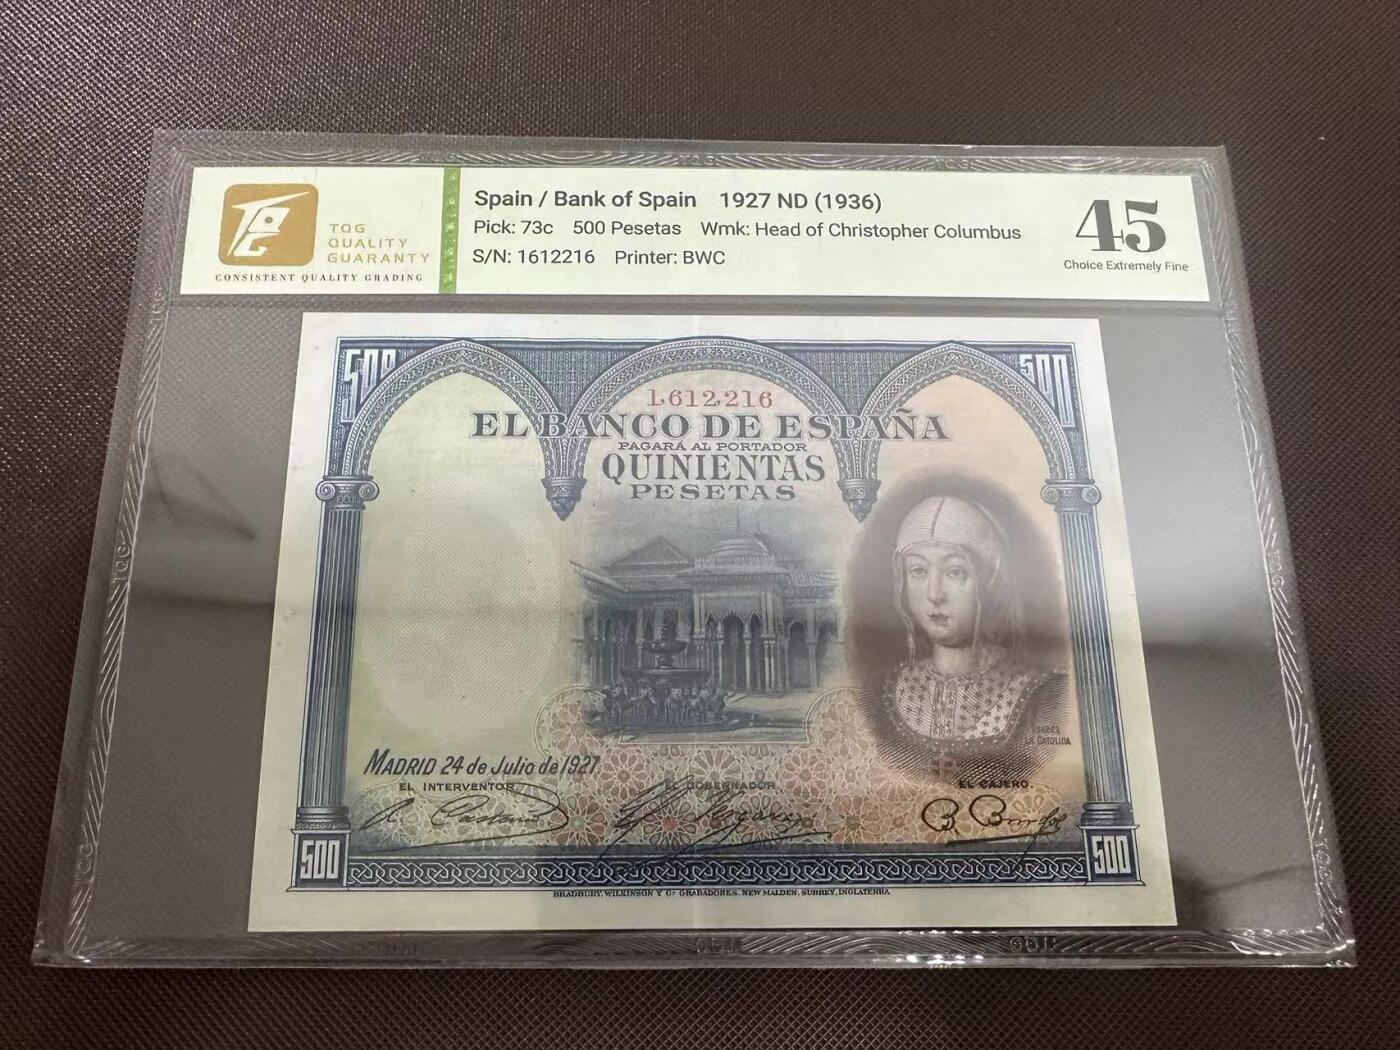 TQG
QUALITY
GUARANTY
CONSISTENT QUALITY GRADING
Spain / Bank of Spain 1927 ND (1936)
Pick: 73c 500 Pesetas Wmk: Head of Christopher Columbus
S/N: 1612216 Printer: BWC
45
Choice Extremely Fine
500
500
1,612,216
EL BANCO DE ESPAÑA
PAGARÁ AL PORTADOR
QUINIENTAS
PESETAS
ISABEL
LA CATOLICA
MADRID 24 de Julio de 1927.
EL INTERVENTOR,
EL GOBERNADOR
EL CAJERO.
500
500
BRADBURY, WILKINSON Y Cª GRABADORES. NEW MALDEN, SURREY, INGLATERRA